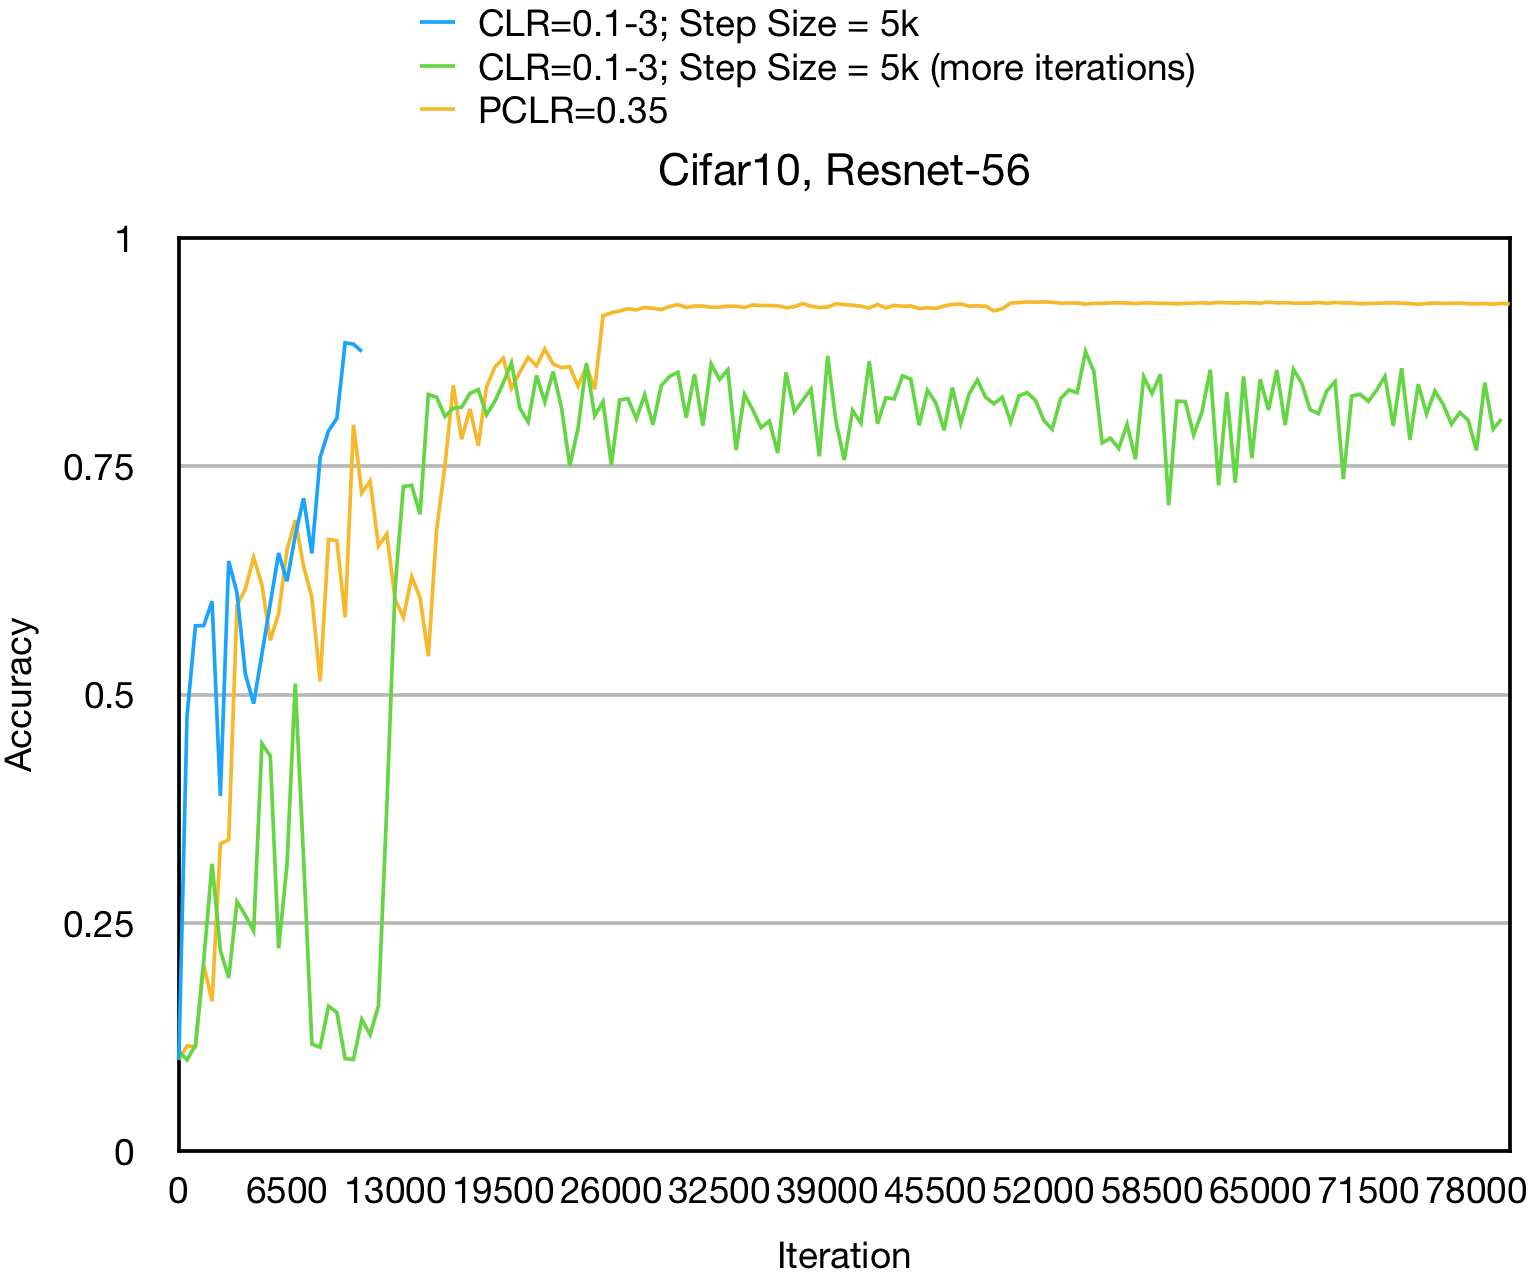 CLR=0.1-3; Step Size = 5k
CLR=0.1-3; Step Size = 5k (more iterations)
PCLR=0.35
Cifar10, Resnet-56
1
0.75
0.5
0.25
0
Accuracy
0 6500 13000 19500 26000 32500 39000 45500 52000 58500 65000 71500 78000
Iteration